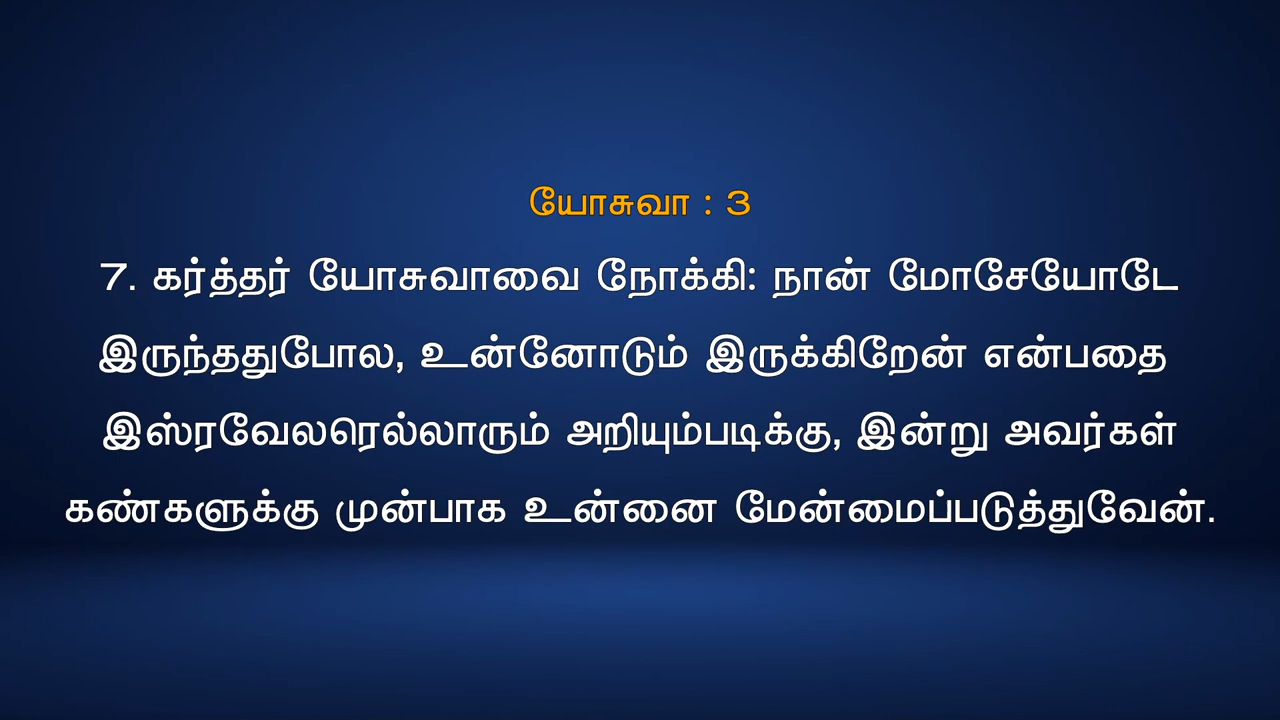 யோசுவா : 3
7. கர்த்தர் யோசுவாவை நோக்கி: நான் மோசேயோடே
இருந்ததுபோல, உன்னோடும் இருக்கிறேன் என்பதை
இஸ்ரவேலரெல்லாரும் அறியும்படிக்கு, இன்று அவர்கள்
கண்களுக்கு முன்பாக உன்னை மேன்மைப்படுத்துவேன்.